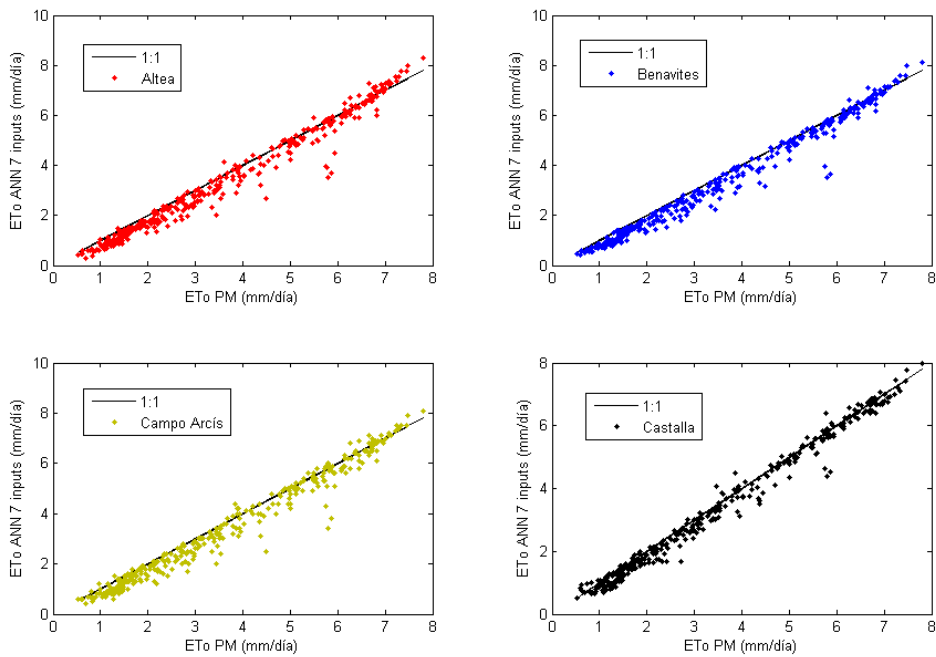 10
8
6
4
2
0
ETo ANN 7 inputs (mm/día)
1:1
Altea
0 1 2 3 4 5 6 7 8
ETo PM (mm/día)
10
8
6
4
2
0
ETo ANN 7 inputs (mm/día)
1:1
Benavites
0 1 2 3 4 5 6 7 8
ETo PM (mm/día)
10
8
6
4
2
0
ETo ANN 7 inputs (mm/día)
1:1
Campo Arcís
0 1 2 3 4 5 6 7 8
ETo PM (mm/día)
8
6
4
2
0
ETo ANN 7 inputs (mm/día)
1:1
Castalla
0 1 2 3 4 5 6 7 8
ETo PM (mm/día)